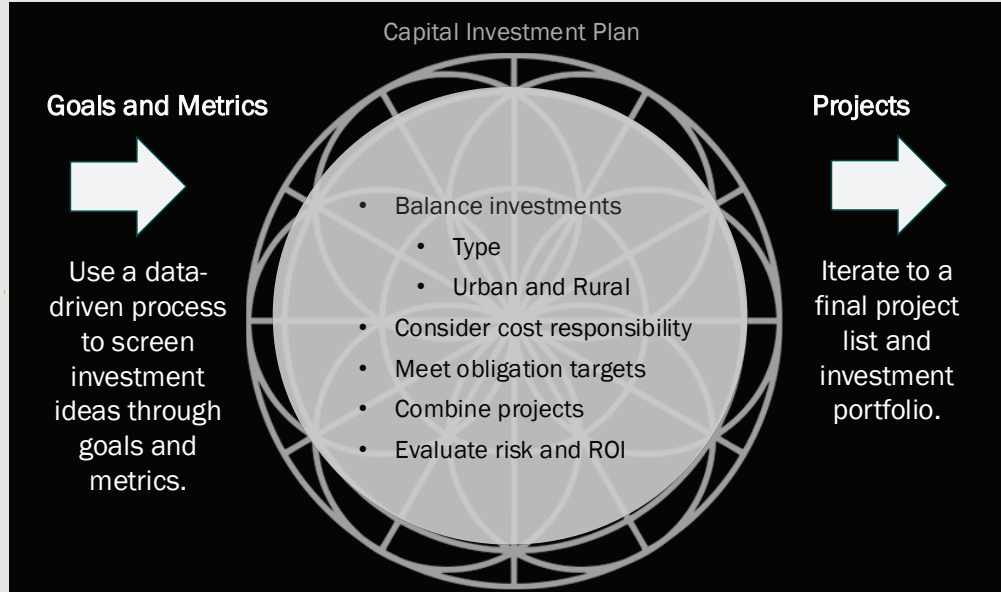 Capital Investment Plan
Goals and Metrics
Use a data-
driven process
to screen
investment
ideas through
goals and
metrics.
• Balance investments
• Type
• Urban and Rural
• Consider cost responsibility
• Meet obligation targets
• Combine projects
• Evaluate risk and ROI
Projects
Iterate to a
final project
list and
investment
portfolio.